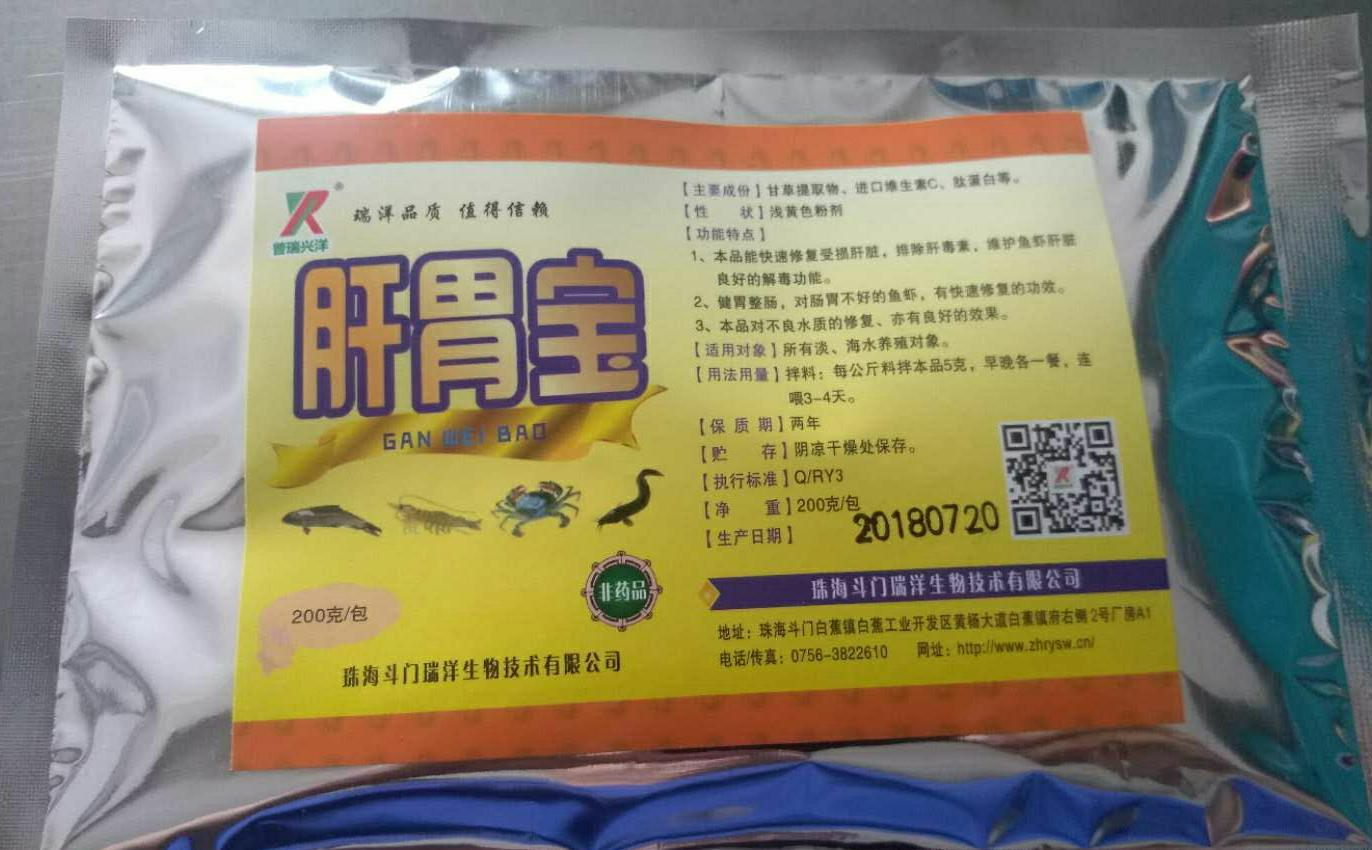 普瑞兴洋
®
瑞洋品质 值得信赖
肝胃宝
GAN WEI BAO
非药品
200克/包
珠海斗门瑞洋生物技术有限公司
【主要成份】甘草提取物、进口维生素C、肽蛋白等。
【性 状】浅黄色粉剂
【功能特点】
1、本品能快速修复受损肝脏，排除肝毒素，维护鱼虾肝脏
良好的解毒功能。
2、健胃整肠，对肠胃不好的鱼虾，有快速修复的功效。
3、本品对不良水质的修复、亦有良好的效果。
【适用对象】所有淡、海水养殖对象。
【用法用量】拌料：每公斤料拌本品5克，早晚各一餐，连
喂3-4天。
【保 质 期】两年
【贮 存】阴凉干燥处保存。
【执行标准】Q/RY3
【净 重】200克/包
【生产日期】 20180720
珠海斗门瑞洋生物技术有限公司
地址：珠海斗门白蕉镇白蕉工业开发区黄杨大道白蕉镇府右侧 2号厂房A1
电话/传真：0756-3822610 网址：http://www.zhrysw.cn/